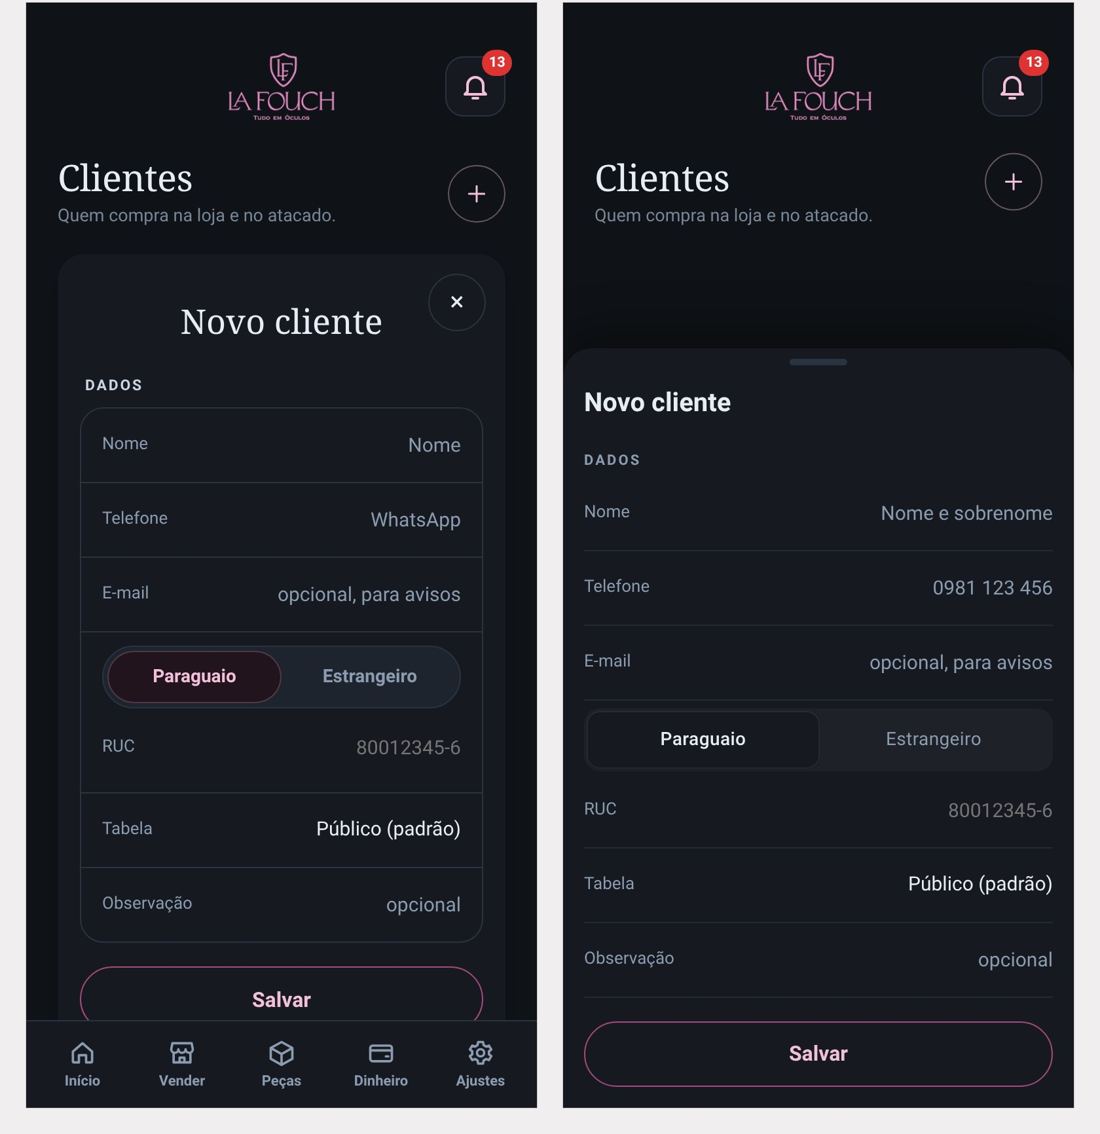 13
LF
LA FOUCH
TUDO EM ÓCULOS
Clientes
Quem compra na loja e no atacado.
Novo cliente
DADOS
Nome Nome
Telefone WhatsApp
E-mail opcional, para avisos
Paraguaio Estrangeiro
RUC 80012345-6
Tabela Público (padrão)
Observação opcional
Salvar
Início Vender Peças Dinheiro Ajustes
13
LF
LA FOUCH
TUDO EM ÓCULOS
Clientes
Quem compra na loja e no atacado.
Novo cliente
DADOS
Nome Nome e sobrenome
Telefone 0981 123 456
E-mail opcional, para avisos
Paraguaio Estrangeiro
RUC 80012345-6
Tabela Público (padrão)
Observação opcional
Salvar